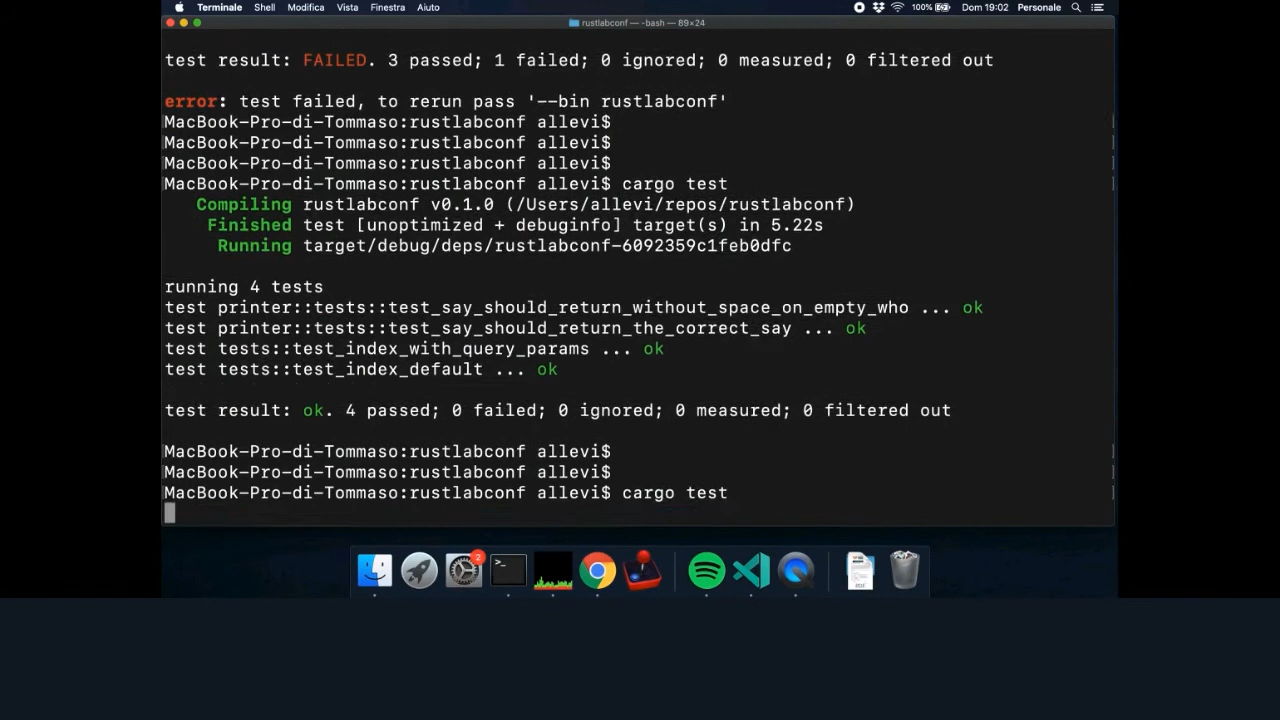 Terminale Shell Modifica Vista Finestra Aiuto 100% Dom 19:02 Personale
rustlabconf — -bash — 89×24
test result: FAILED. 3 passed; 1 failed; 0 ignored; 0 measured; 0 filtered out
error: test failed, to rerun pass '--bin rustlabconf'
MacBook-Pro-di-Tommaso:rustlabconf allevi$
MacBook-Pro-di-Tommaso:rustlabconf allevi$
MacBook-Pro-di-Tommaso:rustlabconf allevi$
MacBook-Pro-di-Tommaso:rustlabconf allevi$ cargo test
Compiling rustlabconf v0.1.0 (/Users/allevi/repos/rustlabconf)
Finished test [unoptimized + debuginfo] target(s) in 5.22s
Running target/debug/deps/rustlabconf-6092359c1feb0dfc
running 4 tests
test printer::tests::test_say_should_return_without_space_on_empty_who ... ok
test printer::tests::test_say_should_return_the_correct_say ... ok
test tests::test_index_with_query_params ... ok
test tests::test_index_default ... ok
test result: ok. 4 passed; 0 failed; 0 ignored; 0 measured; 0 filtered out
MacBook-Pro-di-Tommaso:rustlabconf allevi$
MacBook-Pro-di-Tommaso:rustlabconf allevi$
MacBook-Pro-di-Tommaso:rustlabconf allevi$ cargo test
2
>_